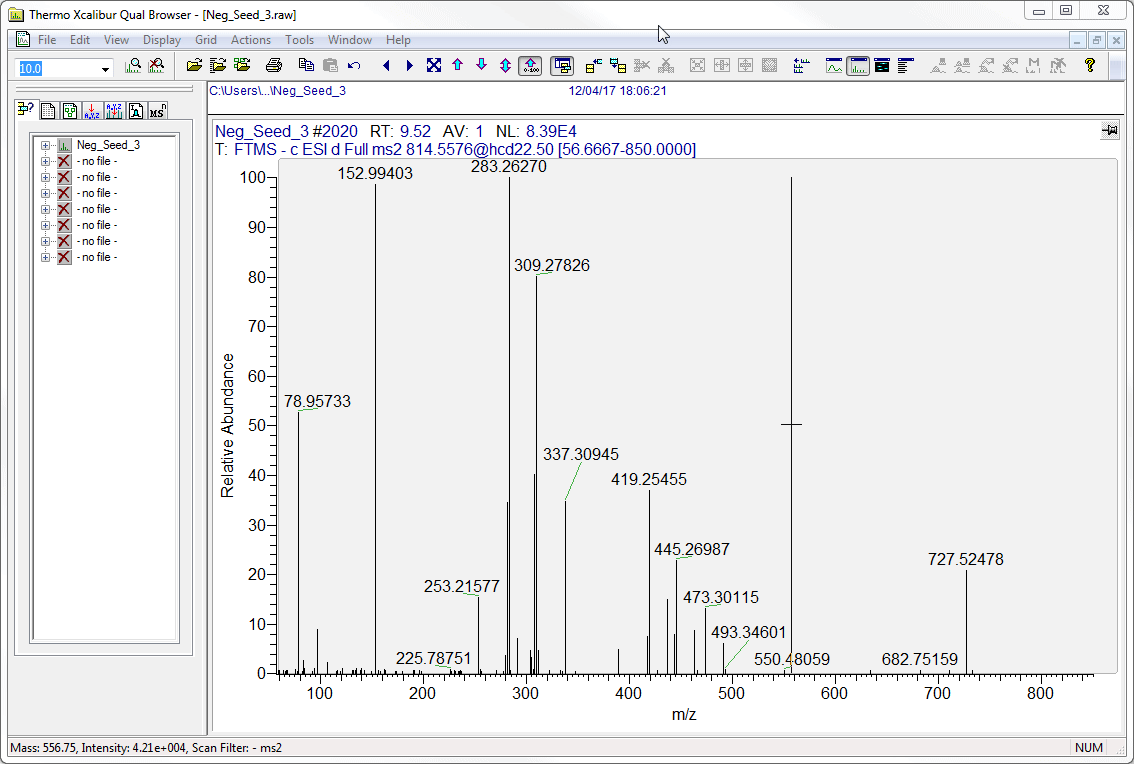 Thermo Xcalibur Qual Browser - [Neg_Seed_3.raw]
File Edit View Display Grid Actions Tools Window Help
10.0
0-100
C:\Users\...\Neg_Seed_3 12/04/17 18:06:21
Neg_Seed_3
- no file -
- no file -
- no file -
- no file -
- no file -
- no file -
- no file -
Neg_Seed_3 #2020 RT: 9.52 AV: 1 NL: 8.39E4
T: FTMS - c ESI d Full ms2 814.5576@hcd22.50 [56.6667-850.0000]
283.26270
152.99403
309.27826
78.95733
337.30945
419.25455
445.26987
727.52478
253.21577
473.30115
493.34601
225.78751
550.48059
682.75159
100
90
80
70
60
50
40
30
20
10
0
Relative Abundance
100 200 300 400 500 600 700 800
m/z
Mass: 556.75, Intensity: 4.21e+004, Scan Filter: - ms2 NUM